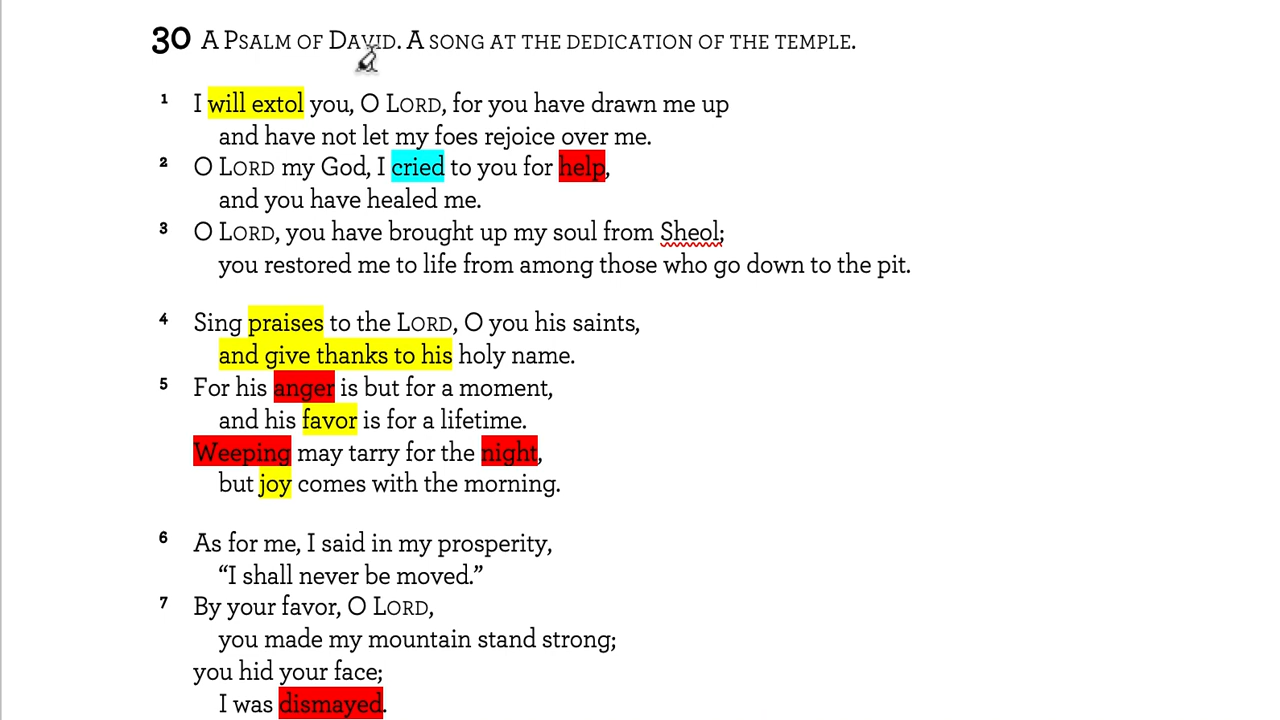 30 A Psalm of David. A song at the dedication of the temple.
1 I will extol you, O Lord, for you have drawn me up
and have not let my foes rejoice over me.
2 O Lord my God, I cried to you for help,
and you have healed me.
3 O Lord, you have brought up my soul from Sheol;
you restored me to life from among those who go down to the pit.
4 Sing praises to the Lord, O you his saints,
and give thanks to his holy name.
5 For his anger is but for a moment,
and his favor is for a lifetime.
Weeping may tarry for the night,
but joy comes with the morning.
6 As for me, I said in my prosperity,
“I shall never be moved.”
7 By your favor, O Lord,
you made my mountain stand strong;
you hid your face;
I was dismayed.